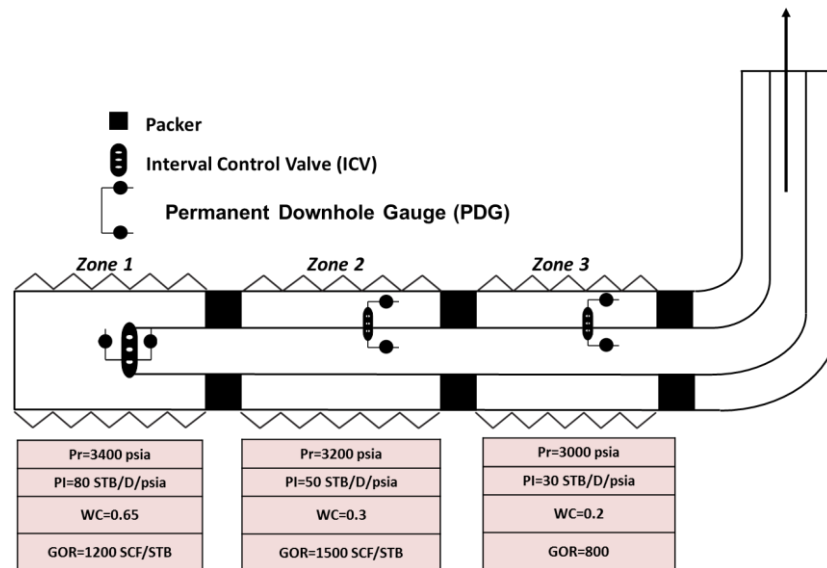 Packer
Interval Control Valve (ICV)
Permanent Downhole Gauge (PDG)
Zone 1
Zone 2
Zone 3
Pr=3400 psia
PI=80 STB/D/psia
WC=0.65
GOR=1200 SCF/STB
Pr=3200 psia
PI=50 STB/D/psia
WC=0.3
GOR=1500 SCF/STB
Pr=3000 psia
PI=30 STB/D/psia
WC=0.2
GOR=800